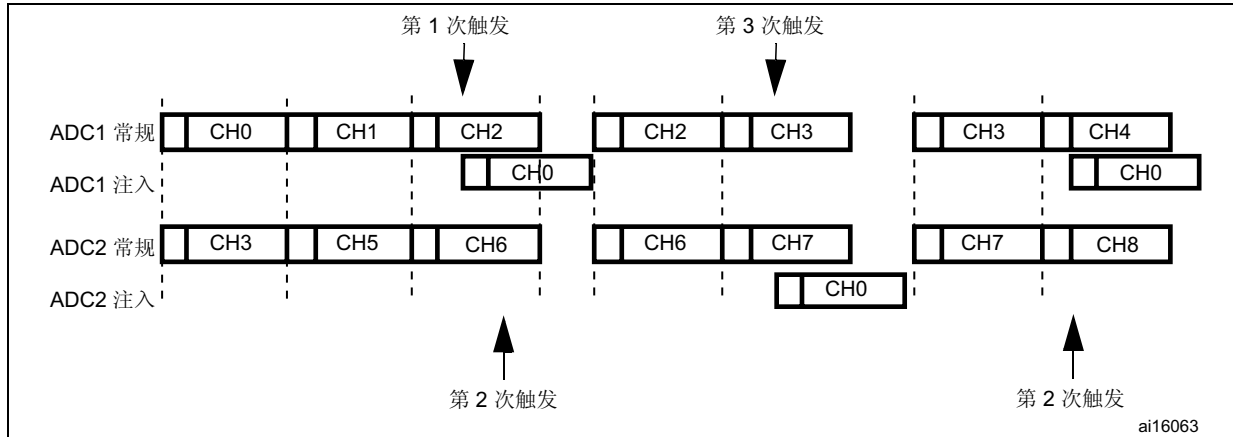 第 1 次触发 第 3 次触发
ADC1 常规 CH0 CH1 CH2 CH2 CH3 CH3 CH4
ADC1 注入 CH0 CH0
ADC2 常规 CH3 CH5 CH6 CH6 CH7 CH7 CH8
ADC2 注入 CH0
第 2 次触发 第 2 次触发
ai16063